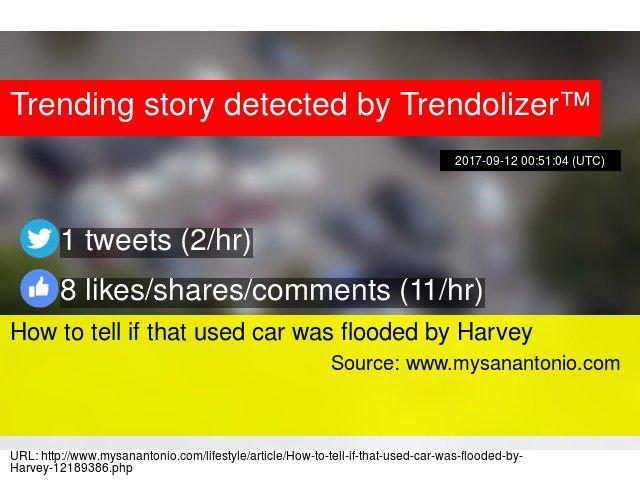 Trending story detected by Trendolizer™
2017-09-12 00:51:04 (UTC)
1 tweets (2/hr)
8 likes/shares/comments (11/hr)
How to tell if that used car was flooded by Harvey
Source: www.mysanantonio.com
URL: http://www.mysanantonio.com/lifestyle/article/How-to-tell-if-that-used-car-was-flooded-by-
Harvey-12189386.php